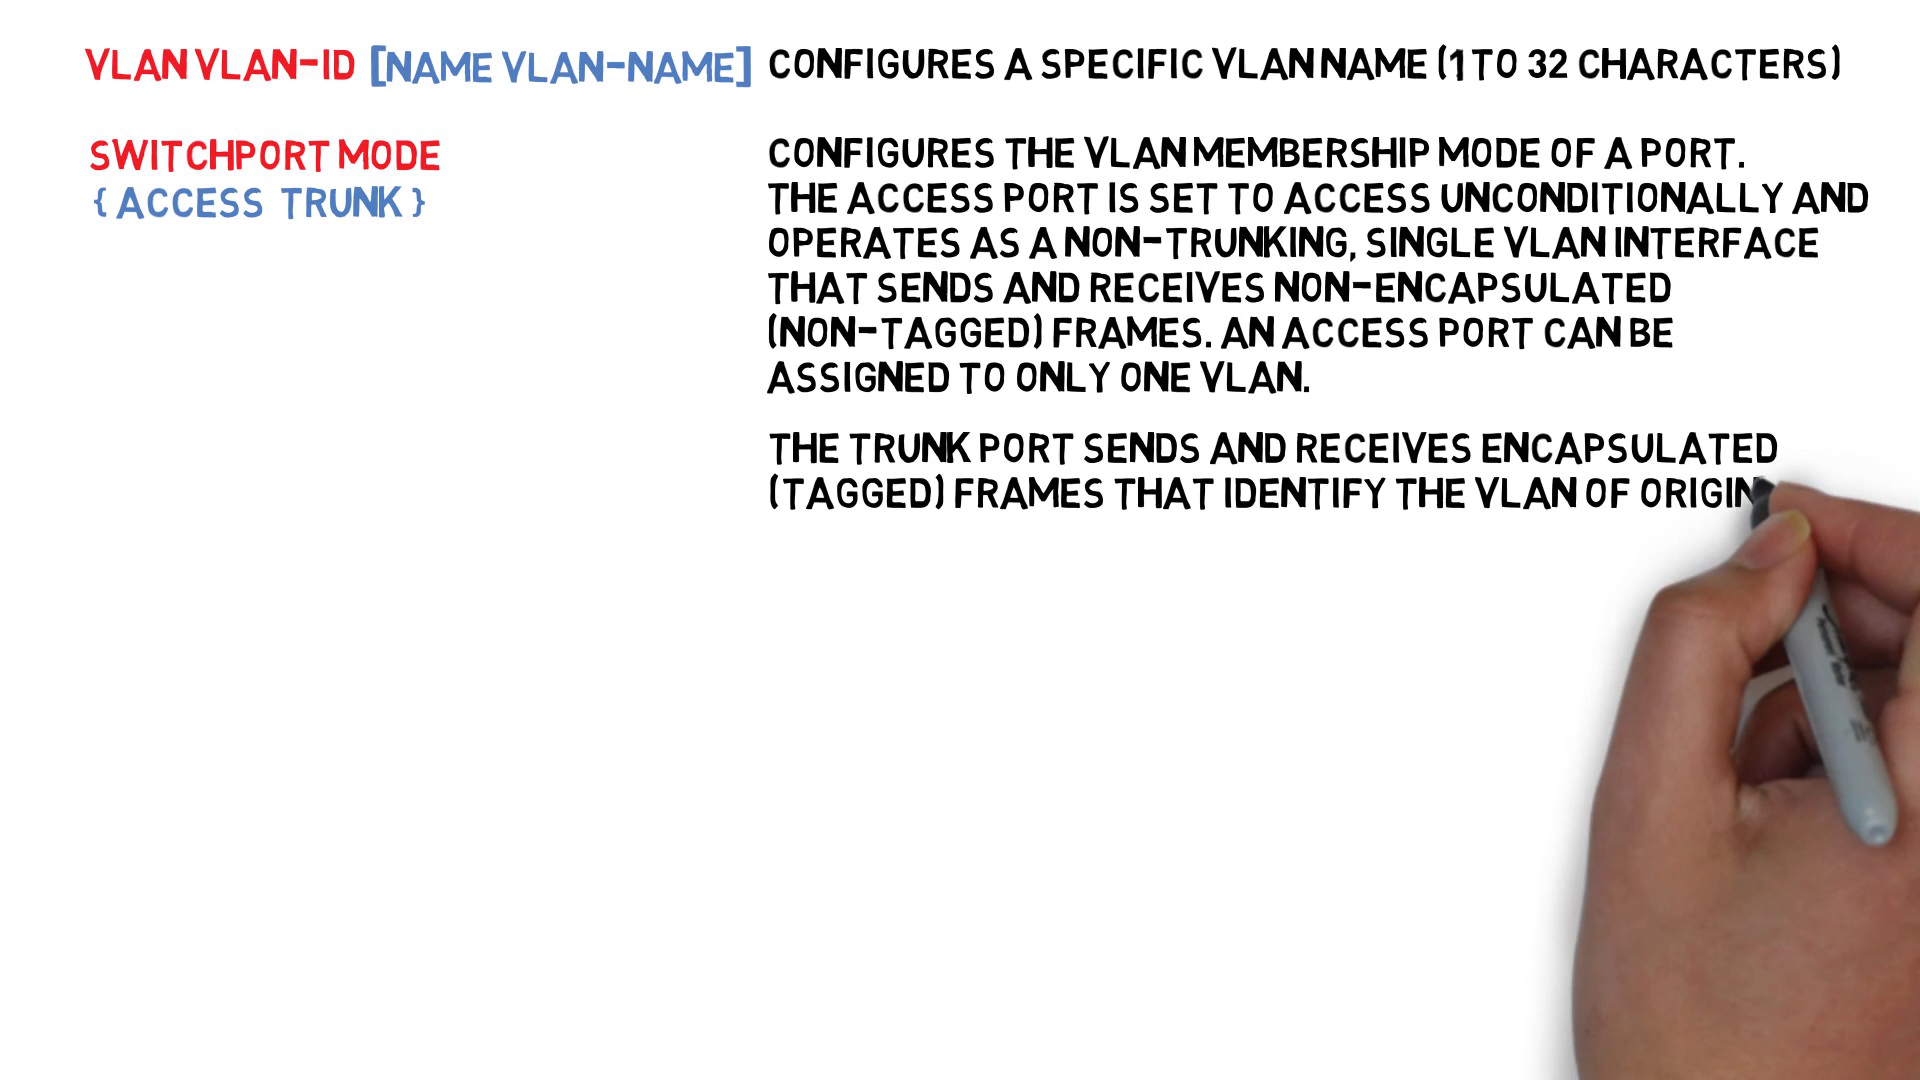 VLAN VLAN-ID [NAME VLAN-NAME] CONFIGURES A SPECIFIC VLAN NAME (1 TO 32 CHARACTERS)
SWITCHPORT MODE
{ ACCESS TRUNK }
CONFIGURES THE VLAN MEMBERSHIP MODE OF A PORT.
THE ACCESS PORT IS SET TO ACCESS UNCONDITIONALLY AND
OPERATES AS A NON-TRUNKING, SINGLE VLAN INTERFACE
THAT SENDS AND RECEIVES NON-ENCAPSULATED
(NON-TAGGED) FRAMES. AN ACCESS PORT CAN BE
ASSIGNED TO ONLY ONE VLAN.
THE TRUNK PORT SENDS AND RECEIVES ENCAPSULATED
(TAGGED) FRAMES THAT IDENTIFY THE VLAN OF ORIGIN